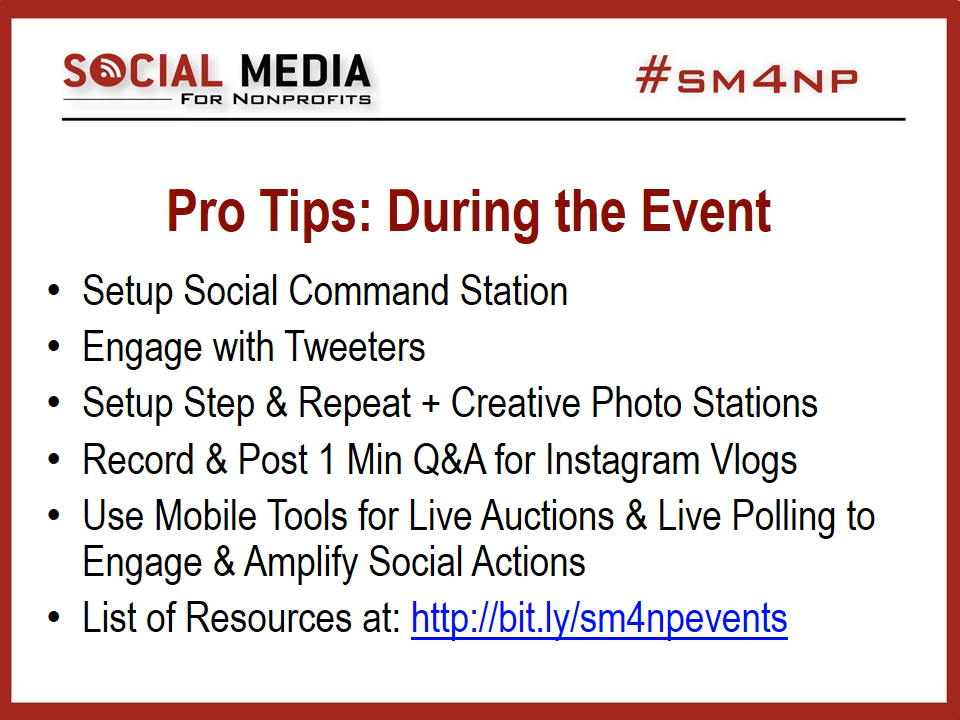 SOCIAL MEDIA
FOR NONPROFITS
#SM4NP
Pro Tips: During the Event
• Setup Social Command Station
• Engage with Tweeters
• Setup Step & Repeat + Creative Photo Stations
• Record & Post 1 Min Q&A for Instagram Vlogs
• Use Mobile Tools for Live Auctions & Live Polling to
Engage & Amplify Social Actions
• List of Resources at: http://bit.ly/sm4npevents